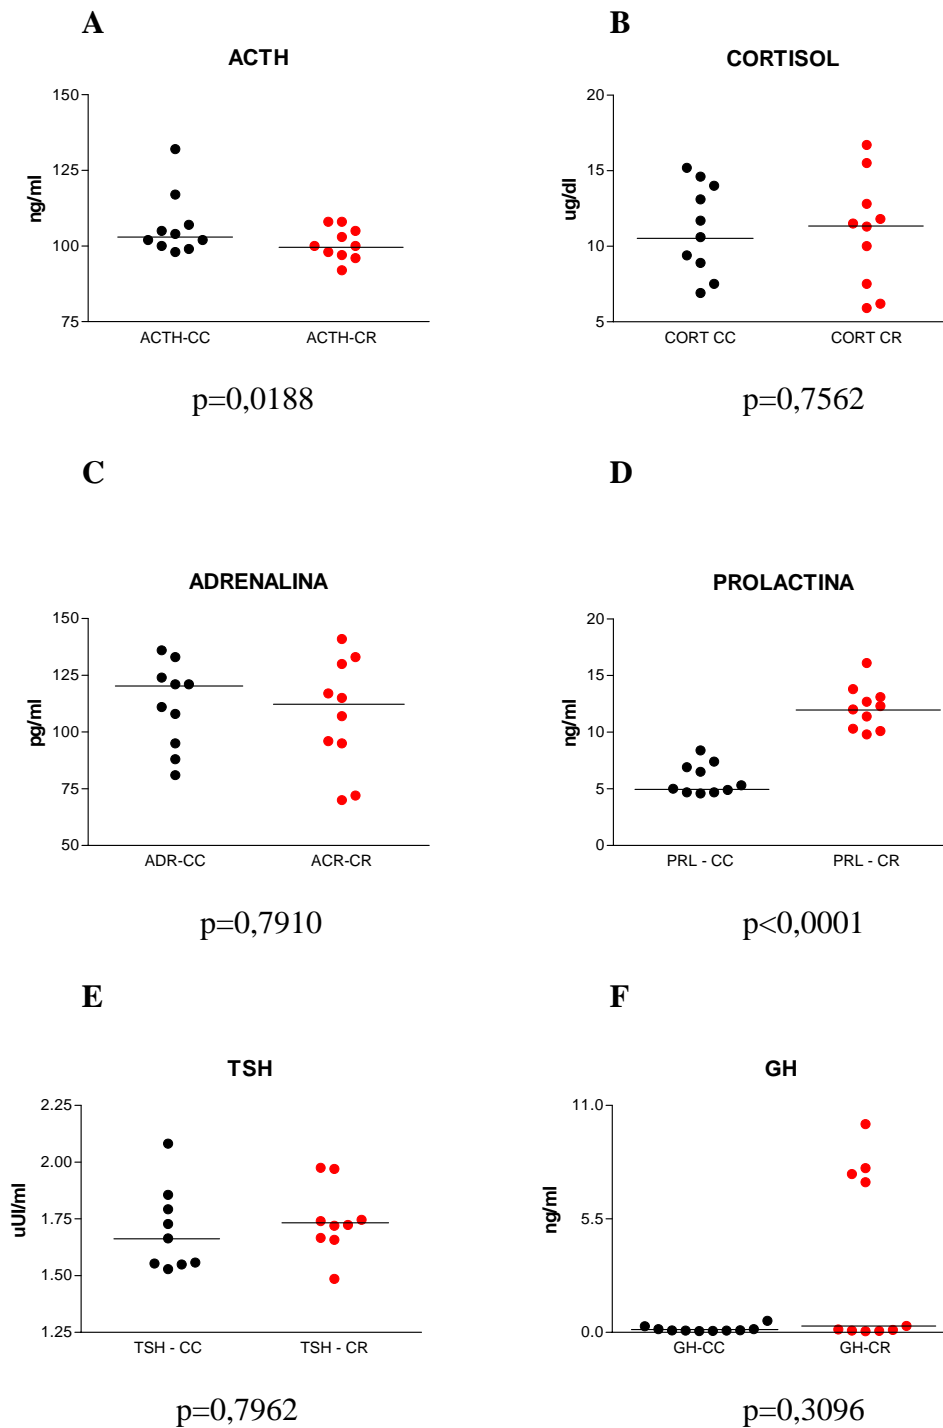 A
ACTH
150
125
100
75
ng/ml
ACTH-CC ACTH-CR
p=0,0188
B
CORTISOL
20
15
10
5
ug/dl
CORT CC CORT CR
p=0,7562
C
ADRENALINA
150
125
100
75
50
pg/ml
ADR-CC ACR-CR
p=0,7910
D
PROLACTINA
20
15
10
5
0
ng/ml
PRL - CC PRL - CR
p<0,0001
E
TSH
2.25
2.00
1.75
1.50
1.25
uUI/ml
TSH - CC TSH - CR
p=0,7962
F
GH
11.0
5.5
0.0
ng/ml
GH-CC GH-CR
p=0,3096